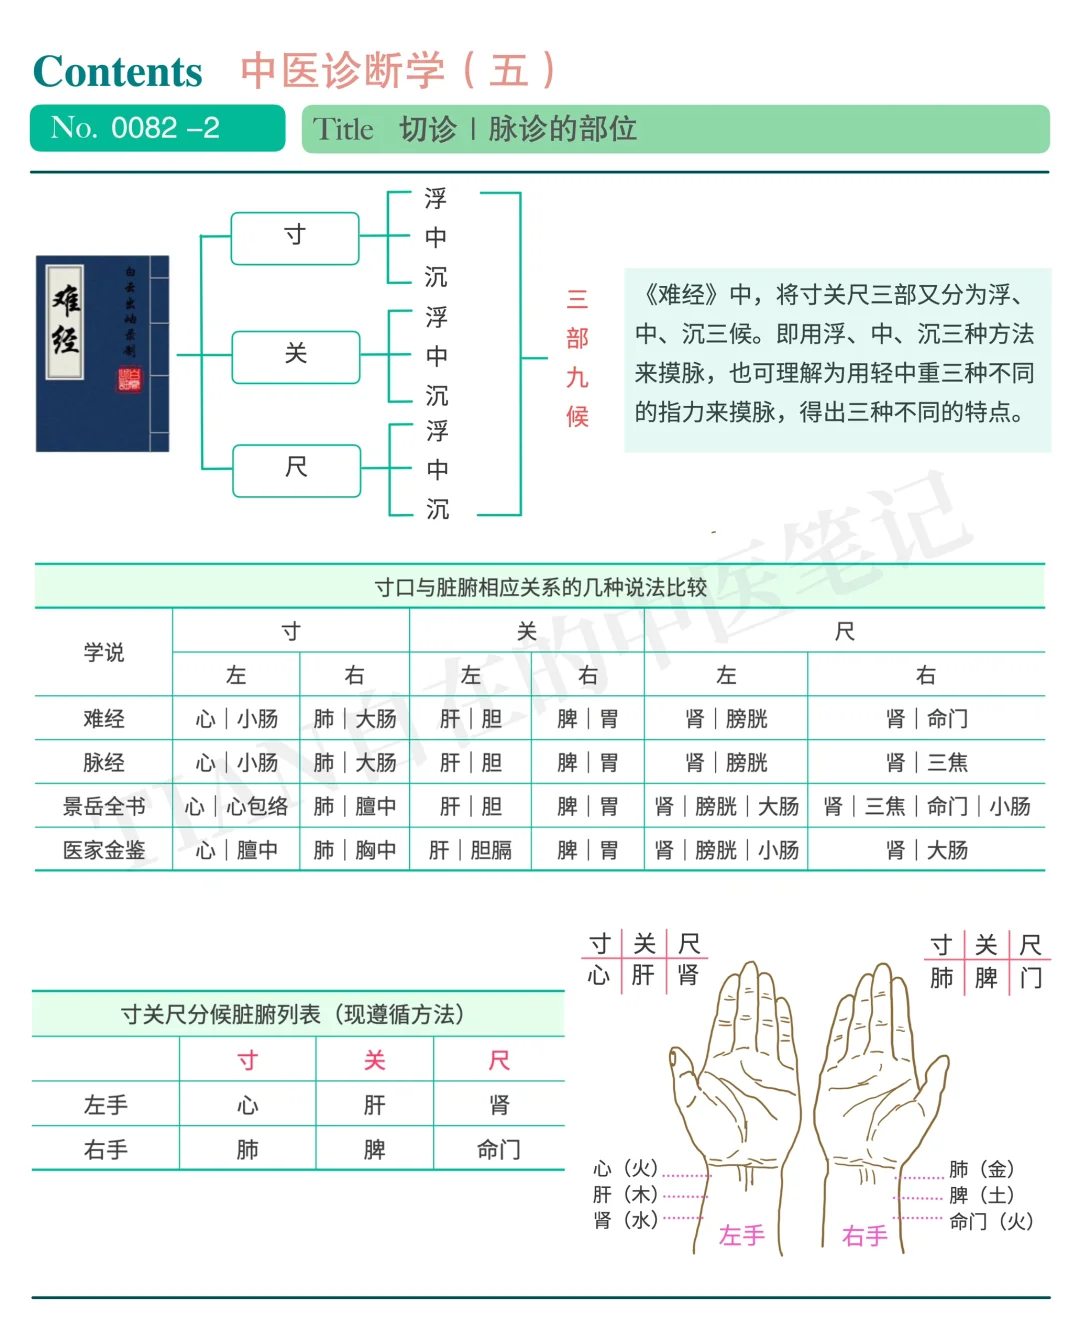 Contents 中医诊断学（五）
No. 0082 -2
Title 切诊 | 脉诊的部位
难经
白云出岫录制
寸
浮
中
沉
关
浮
中
沉
尺
浮
中
沉
三部九候
《难经》中，将寸关尺三部又分为浮、
中、沉三候。即用浮、中、沉三种方法
来摸脉，也可理解为用轻中重三种不同
的指力来摸脉，得出三种不同的特点。
寸口与脏腑相应关系的几种说法比较
学说 寸 关 尺
左 右 左 右 左 右
难经 心｜小肠 肺｜大肠 肝｜胆 脾｜胃 肾｜膀胱 肾｜命门
脉经 心｜小肠 肺｜大肠 肝｜胆 脾｜胃 肾｜膀胱 肾｜三焦
景岳全书 心｜心包络 肺｜膻中 肝｜胆 脾｜胃 肾｜膀胱｜大肠 肾｜三焦｜命门｜小肠
医家金鉴 心｜膻中 肺｜胸中 肝｜胆膈 脾｜胃 肾｜膀胱｜小肠 肾｜大肠
TIAN自在的中医笔记
寸关尺分候脏腑列表（现遵循方法）
寸 关 尺
左手 心 肝 肾
右手 肺 脾 命门
寸 关 尺
心 肝 肾
寸 关 尺
肺 脾 门
心（火）
肝（木）
肾（水）
左手
肺（金）
脾（土）
命门（火）
右手